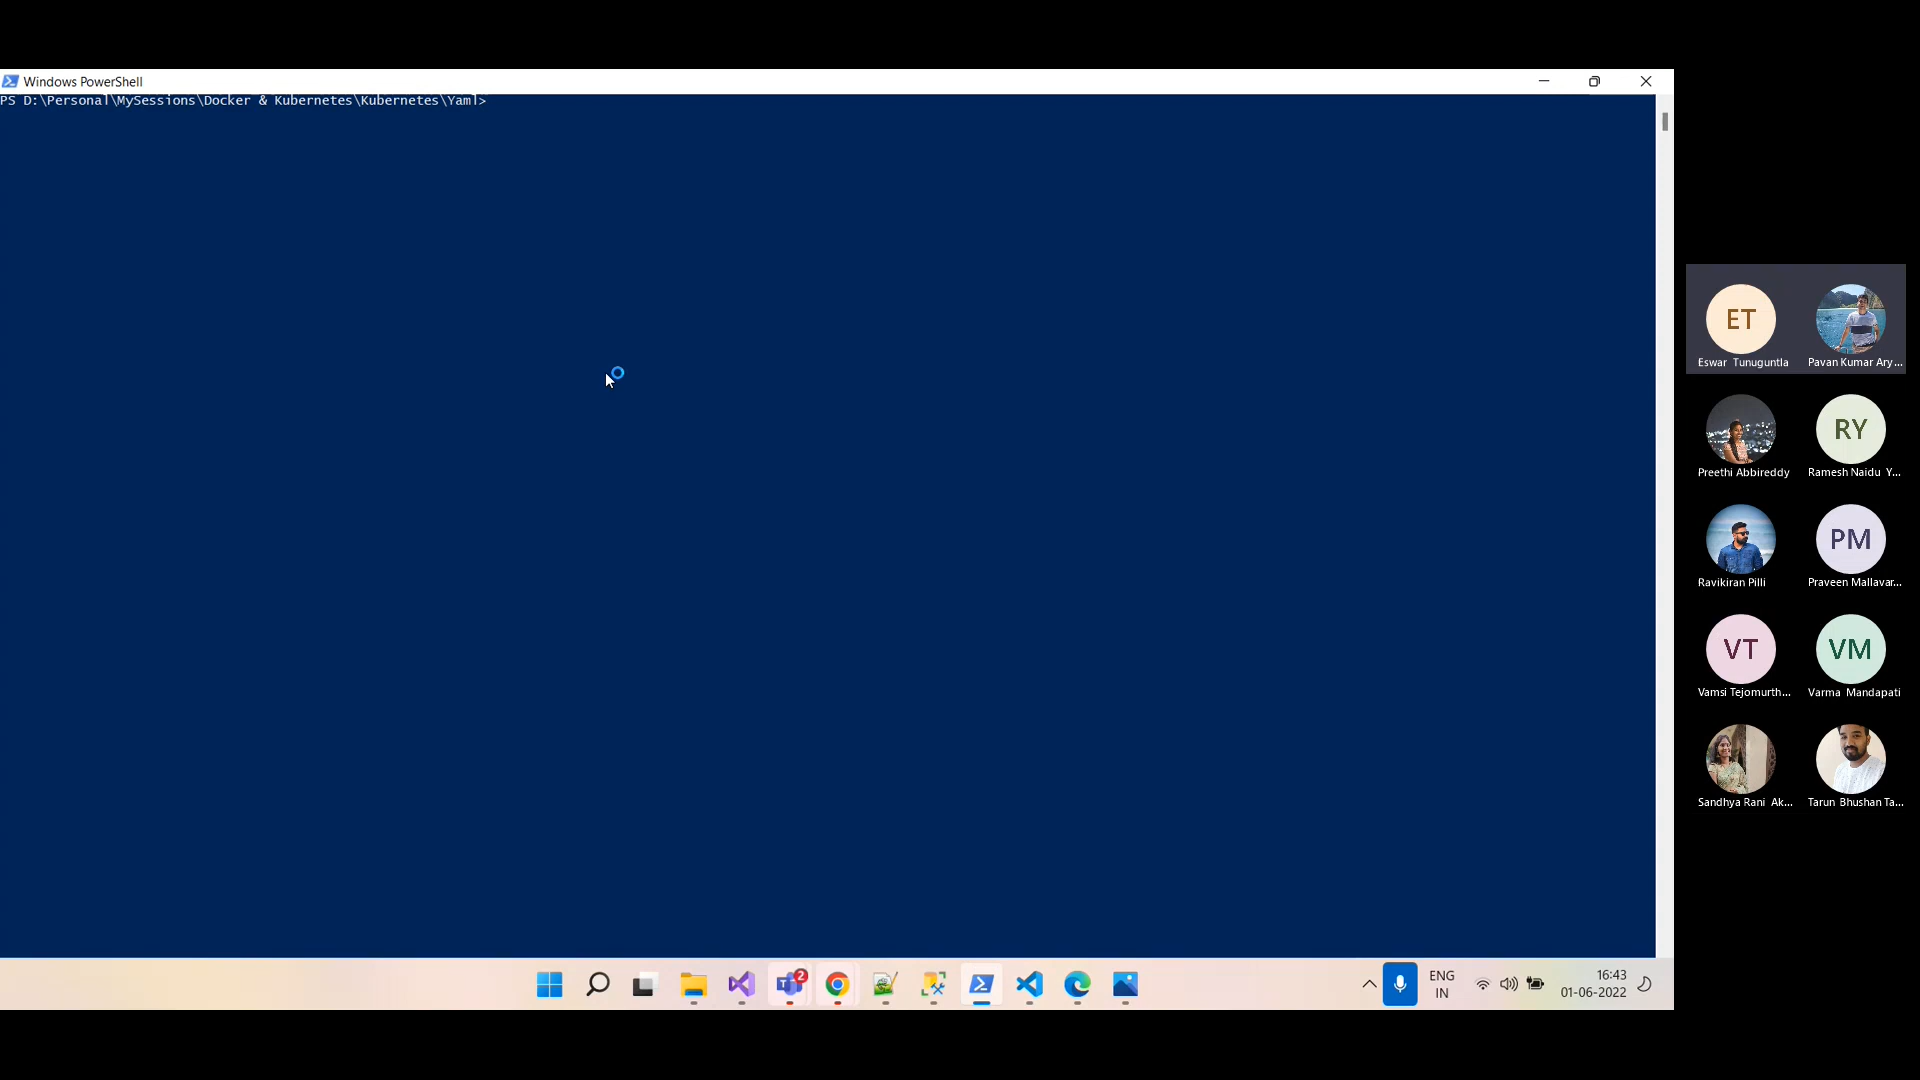 Windows PowerShell
PS D:\Personal\MySessions\Docker & Kubernetes\Kubernetes\Yaml>
ET
Eswar Tunuguntla
Pavan Kumar Ary...
Preethi Abbireddy
RY
Ramesh Naidu Y...
Ravikiran Pilli
PM
Praveen Mallavar...
VT
Vamsi Tejomurth...
VM
Varma Mandapati
Sandhya Rani Ak...
Tarun Bhushan Ta...
2
ENG
IN
16:43
01-06-2022